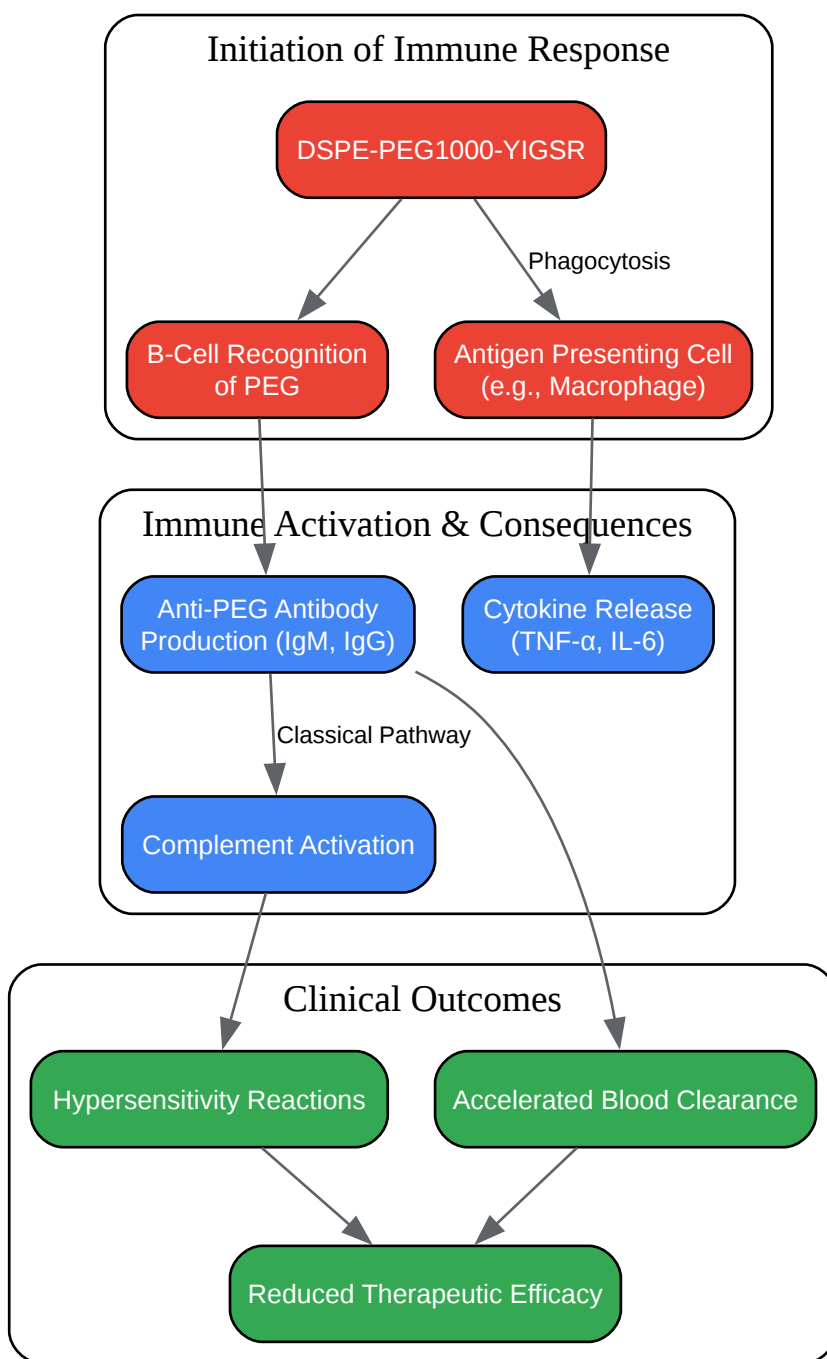 Initiation of Immune Response
DSPE-PEG1000-YIGSR
Phagocytosis
B-Cell Recognition
of PEG
Antigen Presenting Cell
(e.g., Macrophage)
Immune Activation & Consequences
Anti-PEG Antibody
Production (IgM, IgG)
Cytokine Release
(TNF-α, IL-6)
Classical Pathway
Complement Activation
Clinical Outcomes
Hypersensitivity Reactions
Accelerated Blood Clearance
Reduced Therapeutic Efficacy